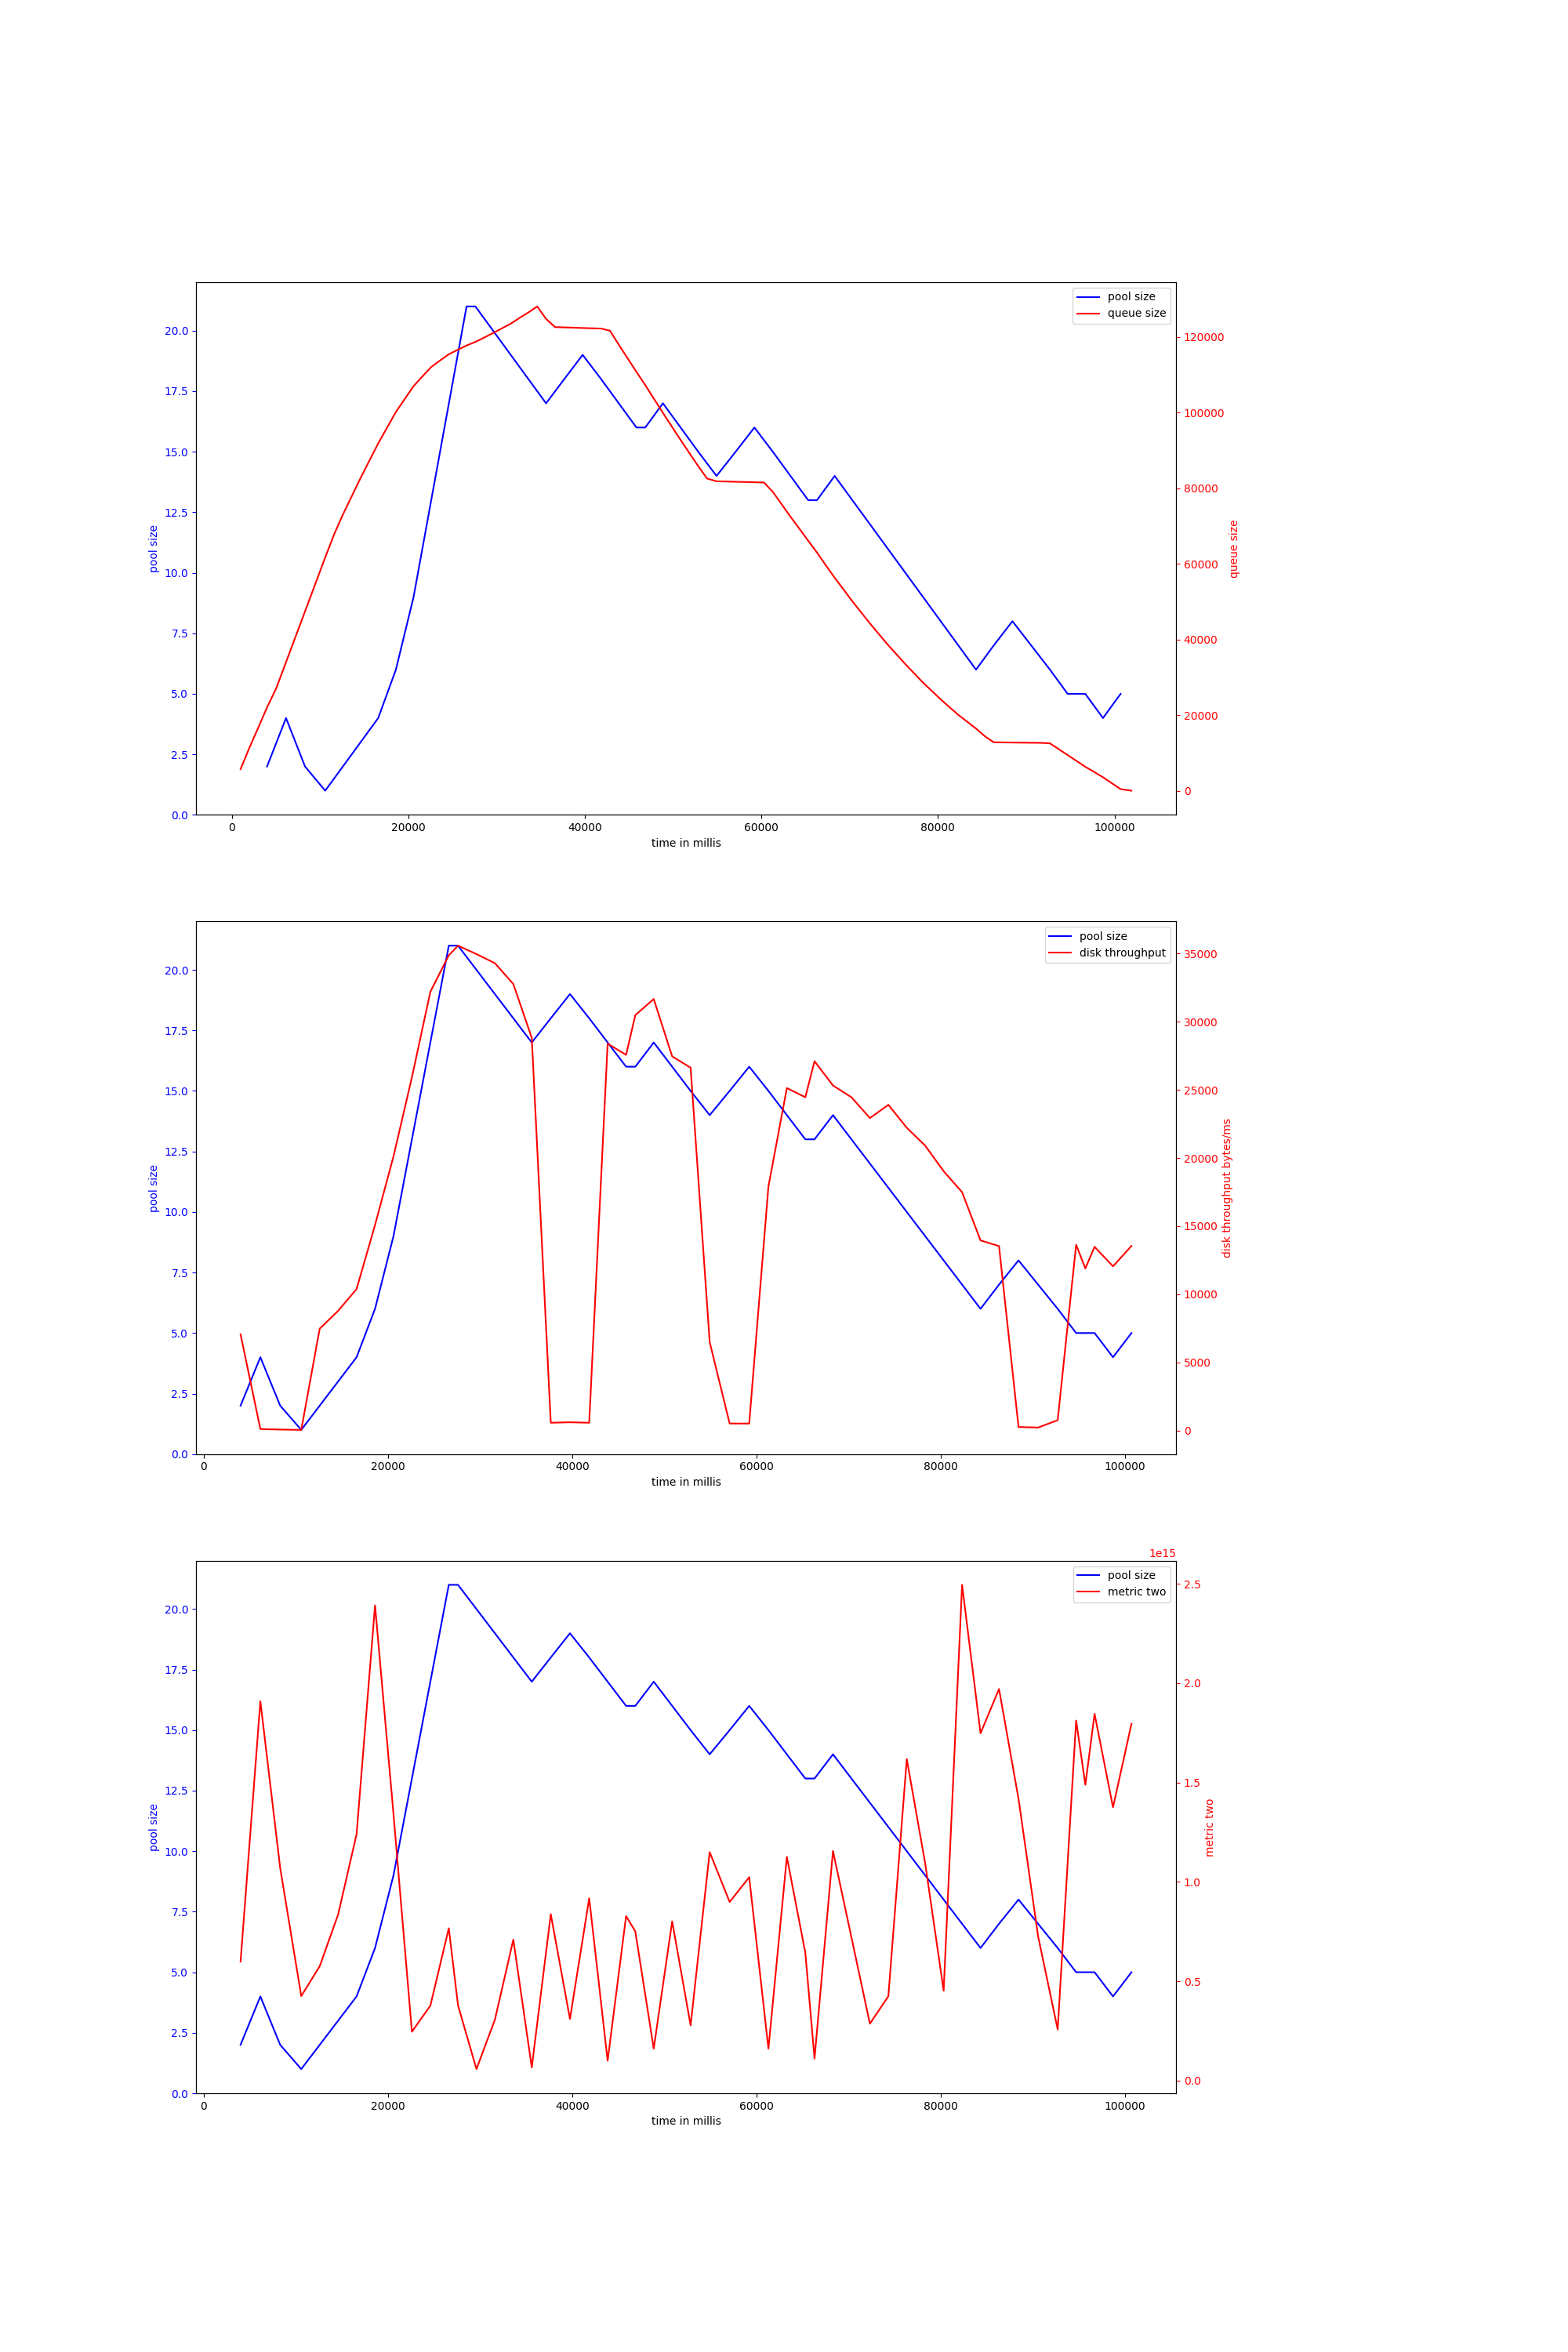 pool size
queue size
20.0
17.5
15.0
12.5
10.0
7.5
5.0
2.5
0.0
pool size
120000
100000
80000
60000
40000
20000
0
queue size
0 20000 40000 60000 80000 100000
time in millis
pool size
disk throughput
20.0
17.5
15.0
12.5
10.0
7.5
5.0
2.5
0.0
pool size
35000
30000
25000
20000
15000
10000
5000
0
disk throughput bytes/ms
0 20000 40000 60000 80000 100000
time in millis
1e15
pool size
metric two
20.0
17.5
15.0
12.5
10.0
7.5
5.0
2.5
0.0
pool size
2.5
2.0
1.5
1.0
0.5
0.0
metric two
0 20000 40000 60000 80000 100000
time in millis